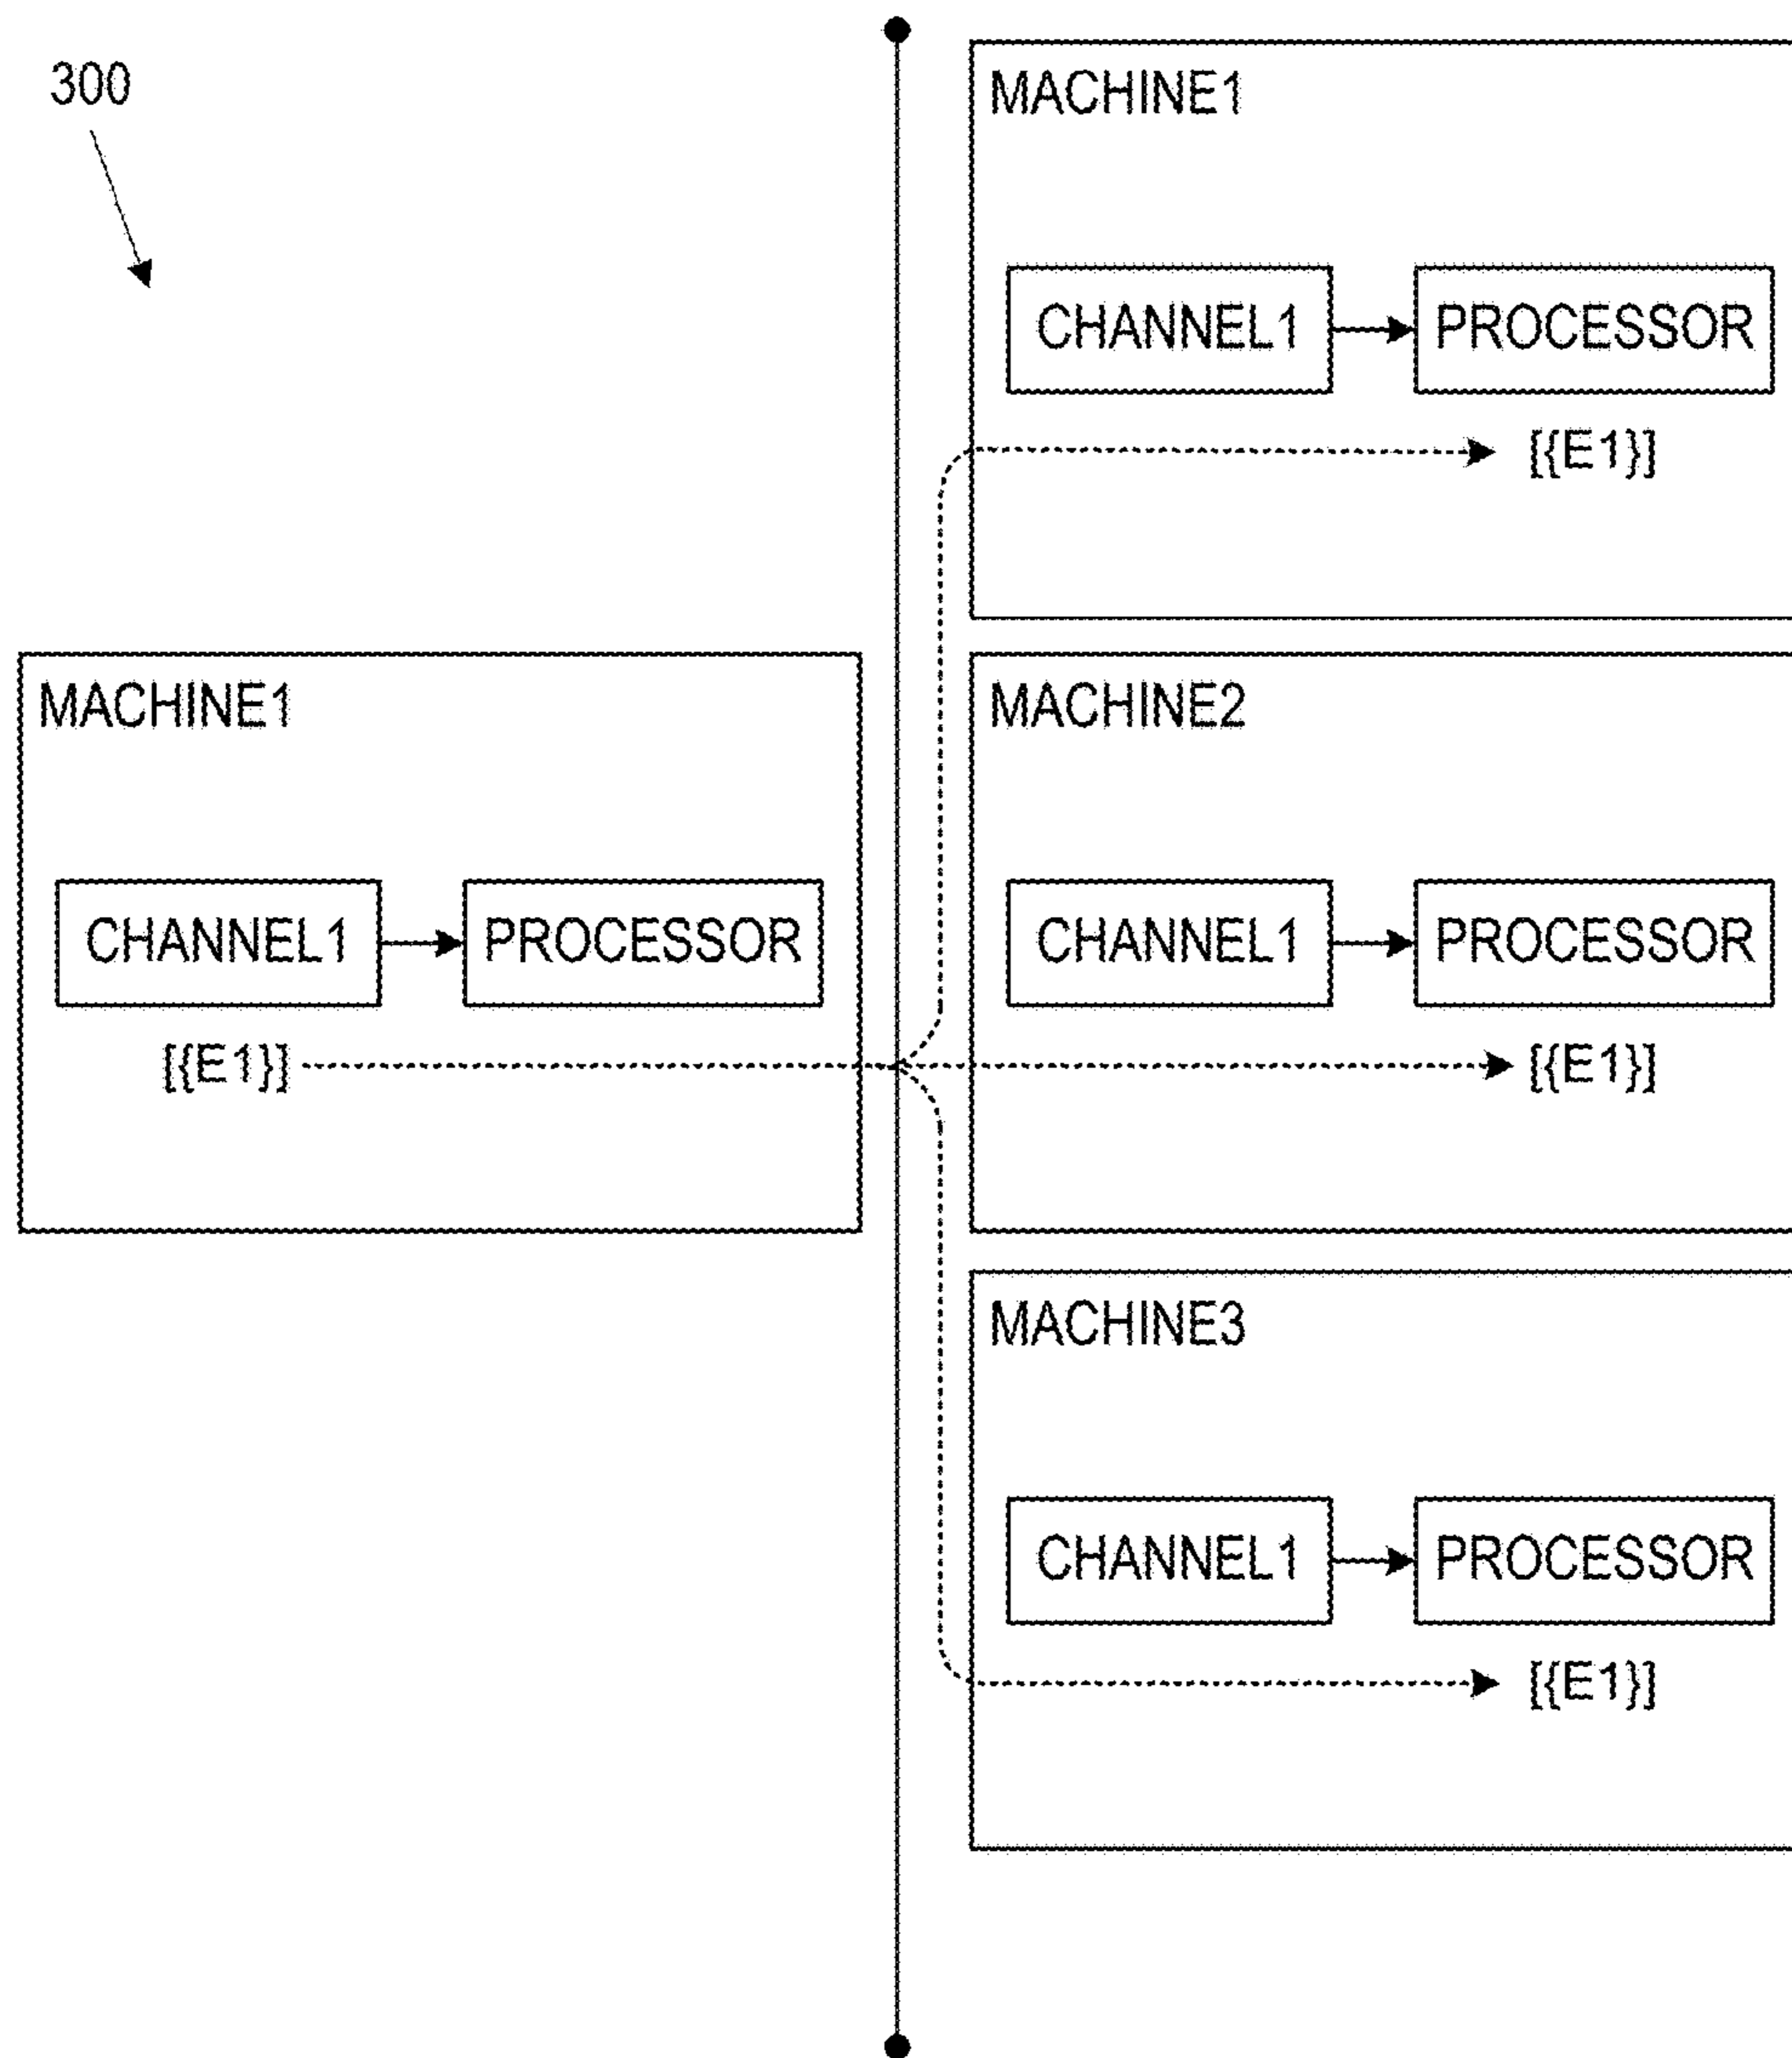 300
MACHINE1
CHANNEL1
PROCESSOR
[{E1}]
MACHINE1
CHANNEL1
PROCESSOR
[{E1}]
MACHINE2
CHANNEL1
PROCESSOR
[{E1}]
MACHINE3
CHANNEL1
PROCESSOR
[{E1}]